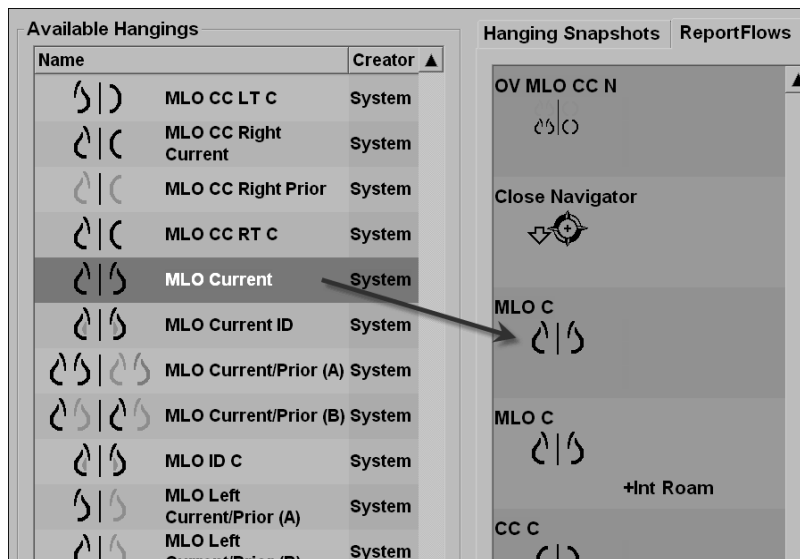 Available Hangings
Name Creator
MLO CC LT C System
MLO CC Right
Current System
MLO CC Right Prior System
MLO CC RT C System
MLO Current System
MLO Current ID System
MLO Current/Prior (A) System
MLO Current/Prior (B) System
MLO ID C System
MLO Left
Current/Prior (A) System
MLO Left
Current/Prior (B) System
Hanging Snapshots ReportFlows
OV MLO CC N
Close Navigator
MLO C
MLO C
+Int Roam
CC C